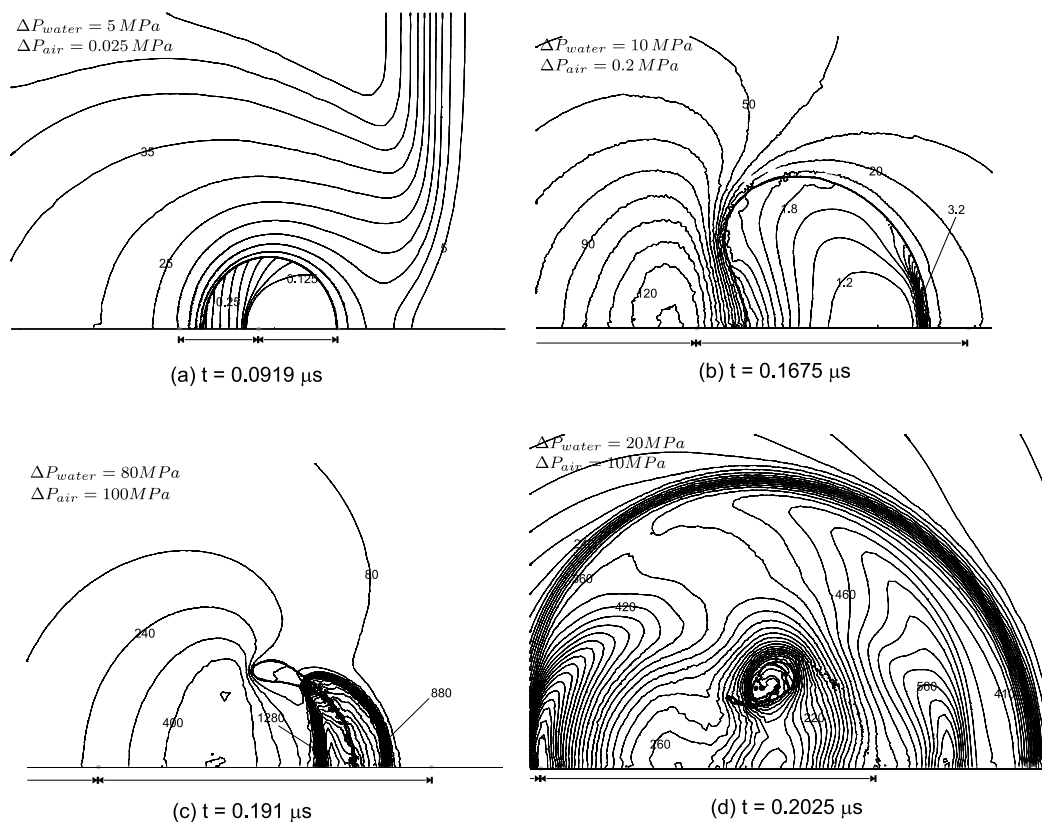 ΔP_water = 5 MPa
ΔP_air = 0.025 MPa
35
25
0.25
0.125
5
(a) t = 0.0919 μs
ΔP_water = 10 MPa
ΔP_air = 0.2 MPa
50
20
90
1.8
3.2
120
1.2
(b) t = 0.1675 μs
ΔP_water = 80MPa
ΔP_air = 100MPa
80
240
880
400
1280
(c) t = 0.191 μs
ΔP_water = 20MPa
ΔP_air = 10MPa
460
420
560
41
220
260
(d) t = 0.2025 μs